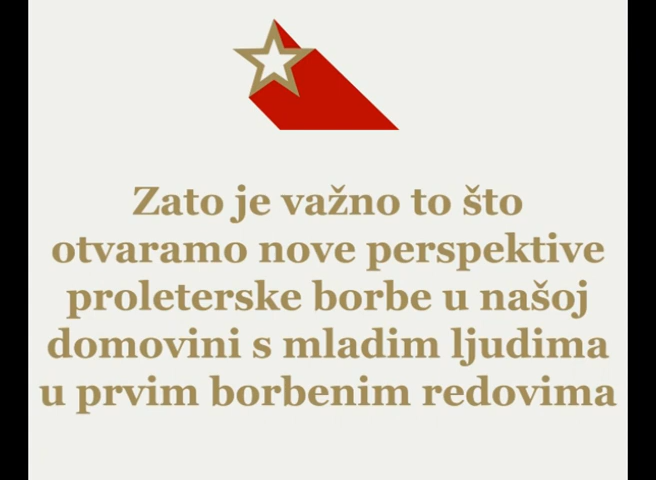 Zato je važno to što
otvaramo nove perspektive
proleterske borbe u našoj
domovini s mladim ljudima
u prvim borbenim redovima